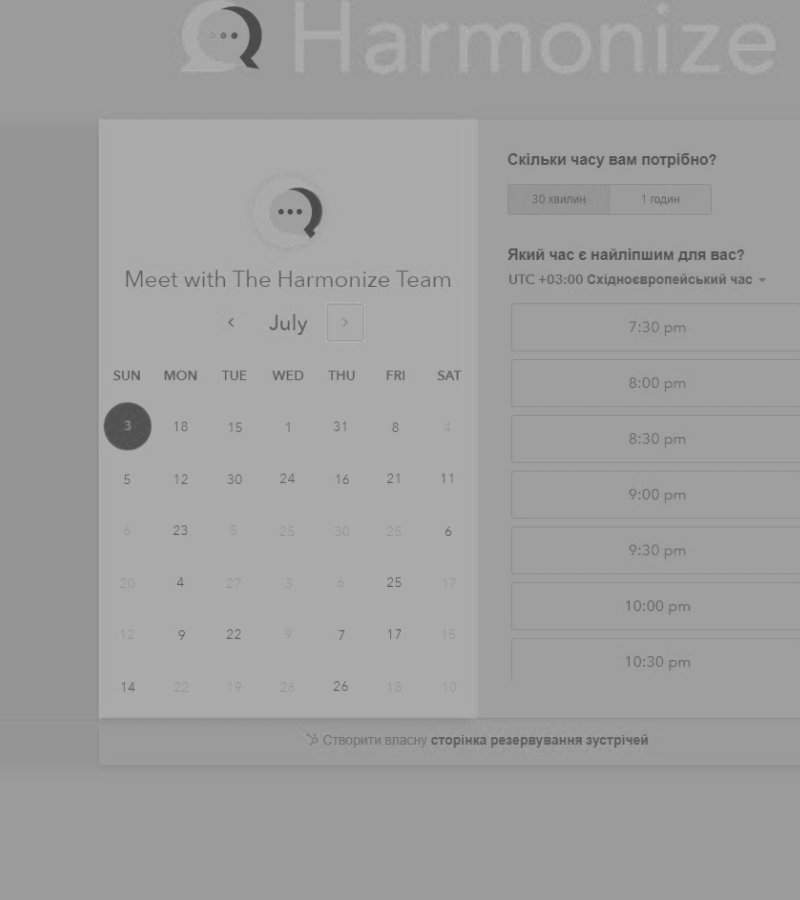 Harmonize
Meet with The Harmonize Team
July
SUN MON TUE WED THU FRI SAT
3 18 15 1 31 8 4
5 12 30 24 16 21 11
6 23 5 25 30 25 6
20 4 27 3 6 25 17
12 9 22 9 7 17 15
14 22 19 26 26 18 10
Скільки часу вам потрібно?
30 хвилин 1 годин
Який час є найліпшим для вас?
UTC +03:00 Східноєвропейський час
7:30 pm
8:00 pm
8:30 pm
9:00 pm
9:30 pm
10:00 pm
10:30 pm
Створити власну сторінка резервування зустрічей